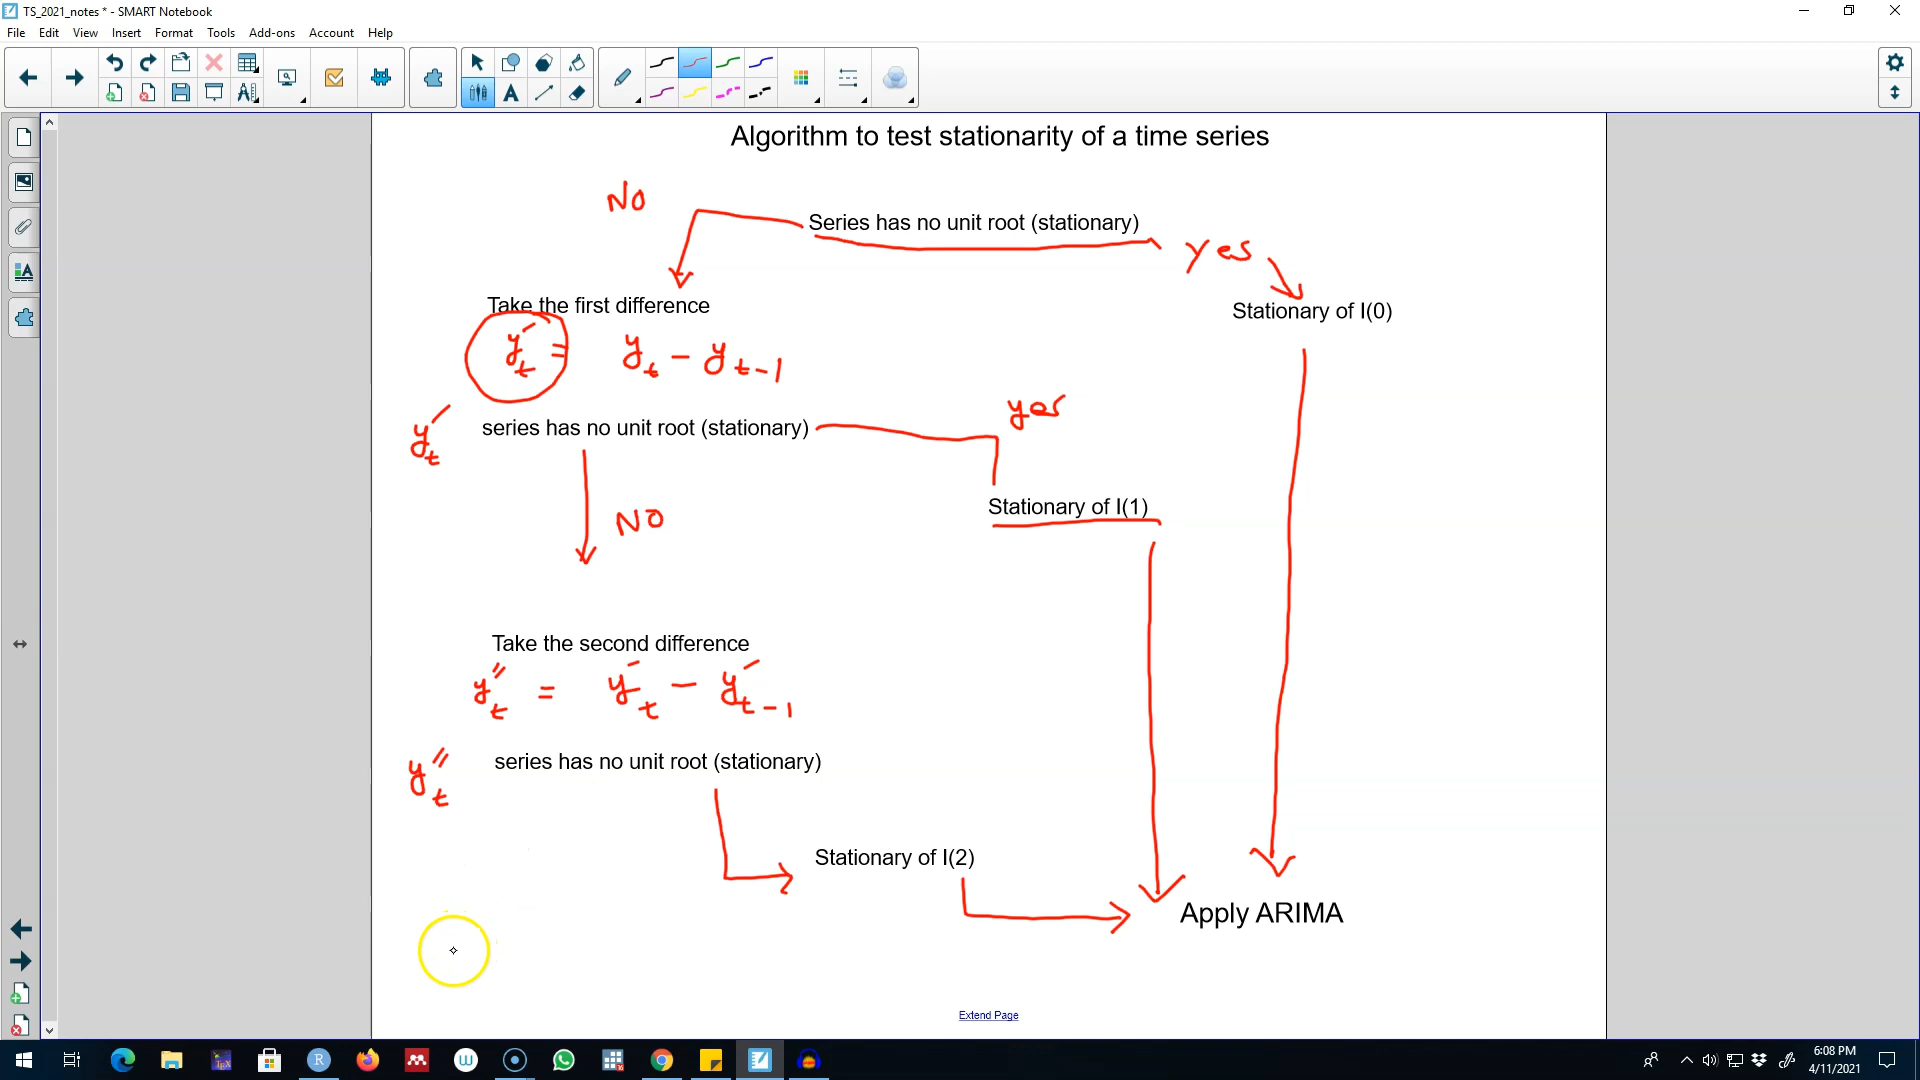 TS_2021_notes * - SMART Notebook
File Edit View Insert Format Tools Add-ons Account Help
Algorithm to test stationarity of a time series
NO
Series has no unit root (stationary)
yes
Take the first difference
Stationary of I(0)
y't = yt - yt-1
yes
y't series has no unit root (stationary)
Stationary of I(1)
NO
Take the second difference
y''t = y't - y't-1
y''t series has no unit root (stationary)
Stationary of I(2)
Apply ARIMA
Extend Page
6:08 PM
4/11/2021